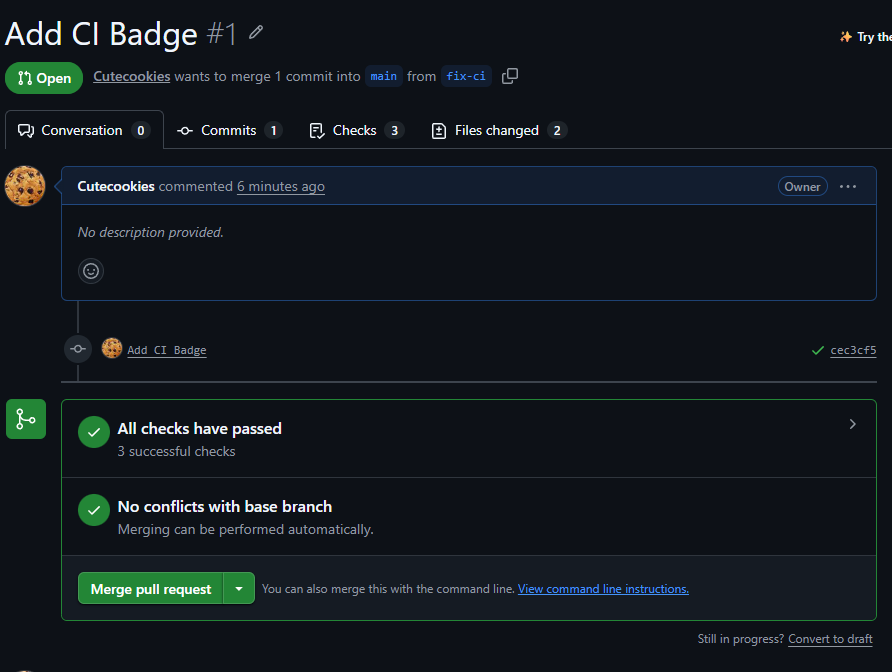 Add CI Badge #1
Try the
Open
Cutecookies wants to merge 1 commit into main from fix-ci
Conversation 0
Commits 1
Checks 3
Files changed 2
Cutecookies commented 6 minutes ago
Owner
No description provided.
Add CI Badge
cec3cf5
All checks have passed
3 successful checks
No conflicts with base branch
Merging can be performed automatically.
Merge pull request
You can also merge this with the command line. View command line instructions.
Still in progress? Convert to draft